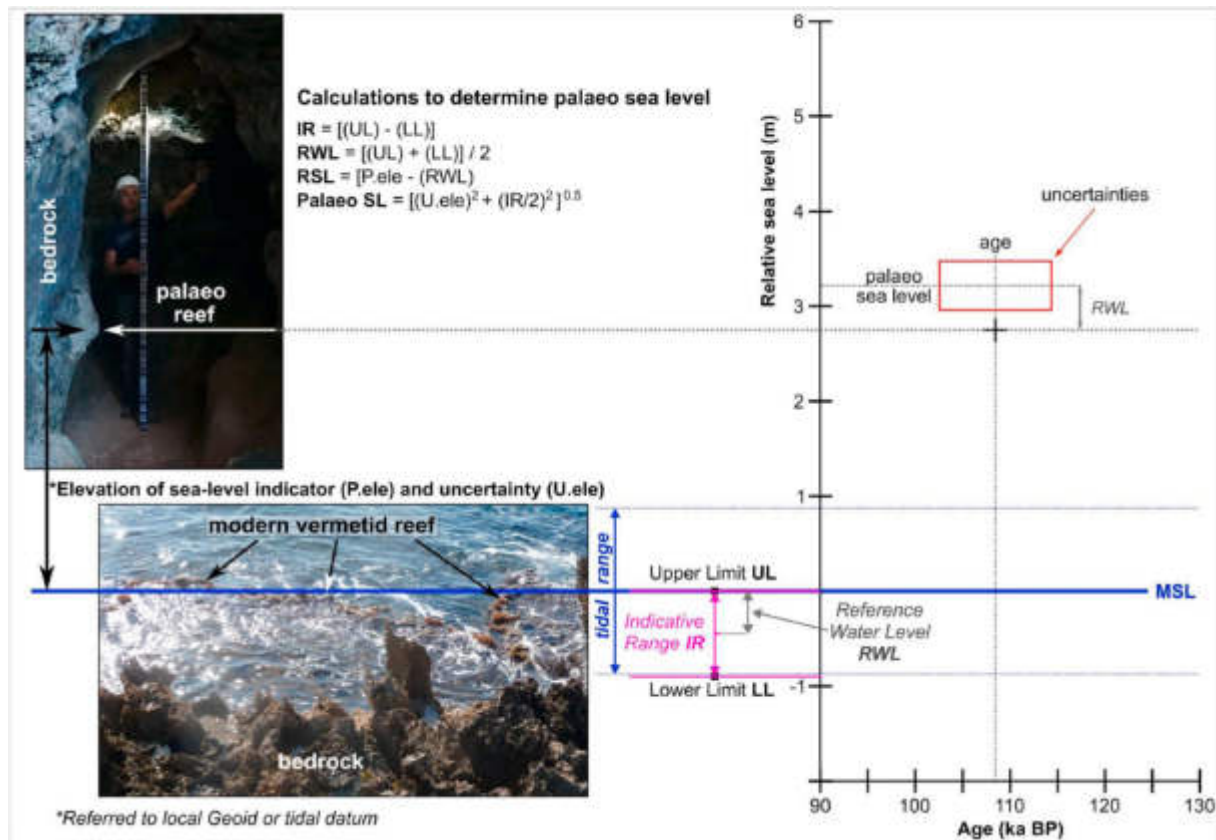 bedrock
palaeo
reef
Calculations to determine palaeo sea level
IR = [(UL) - (LL)]
RWL = [(UL) + (LL)] / 2
RSL = [P.ele - (RWL)
Palaeo SL = [(U.ele)² + (IR/2)²]⁰·⁵
*Elevation of sea-level indicator (P.ele) and uncertainty (U.ele)
modern vermetid reef
bedrock
*Referred to local Geoid or tidal datum
tidal range
Upper Limit UL
Indicative
Range IR
Lower Limit LL
Reference
Water Level
RWL
MSL
Relative sea level (m)
6
5
4
3
2
1
-1
uncertainties
age
palaeo
sea level
RWL
90 100 110 120 130
Age (ka BP)